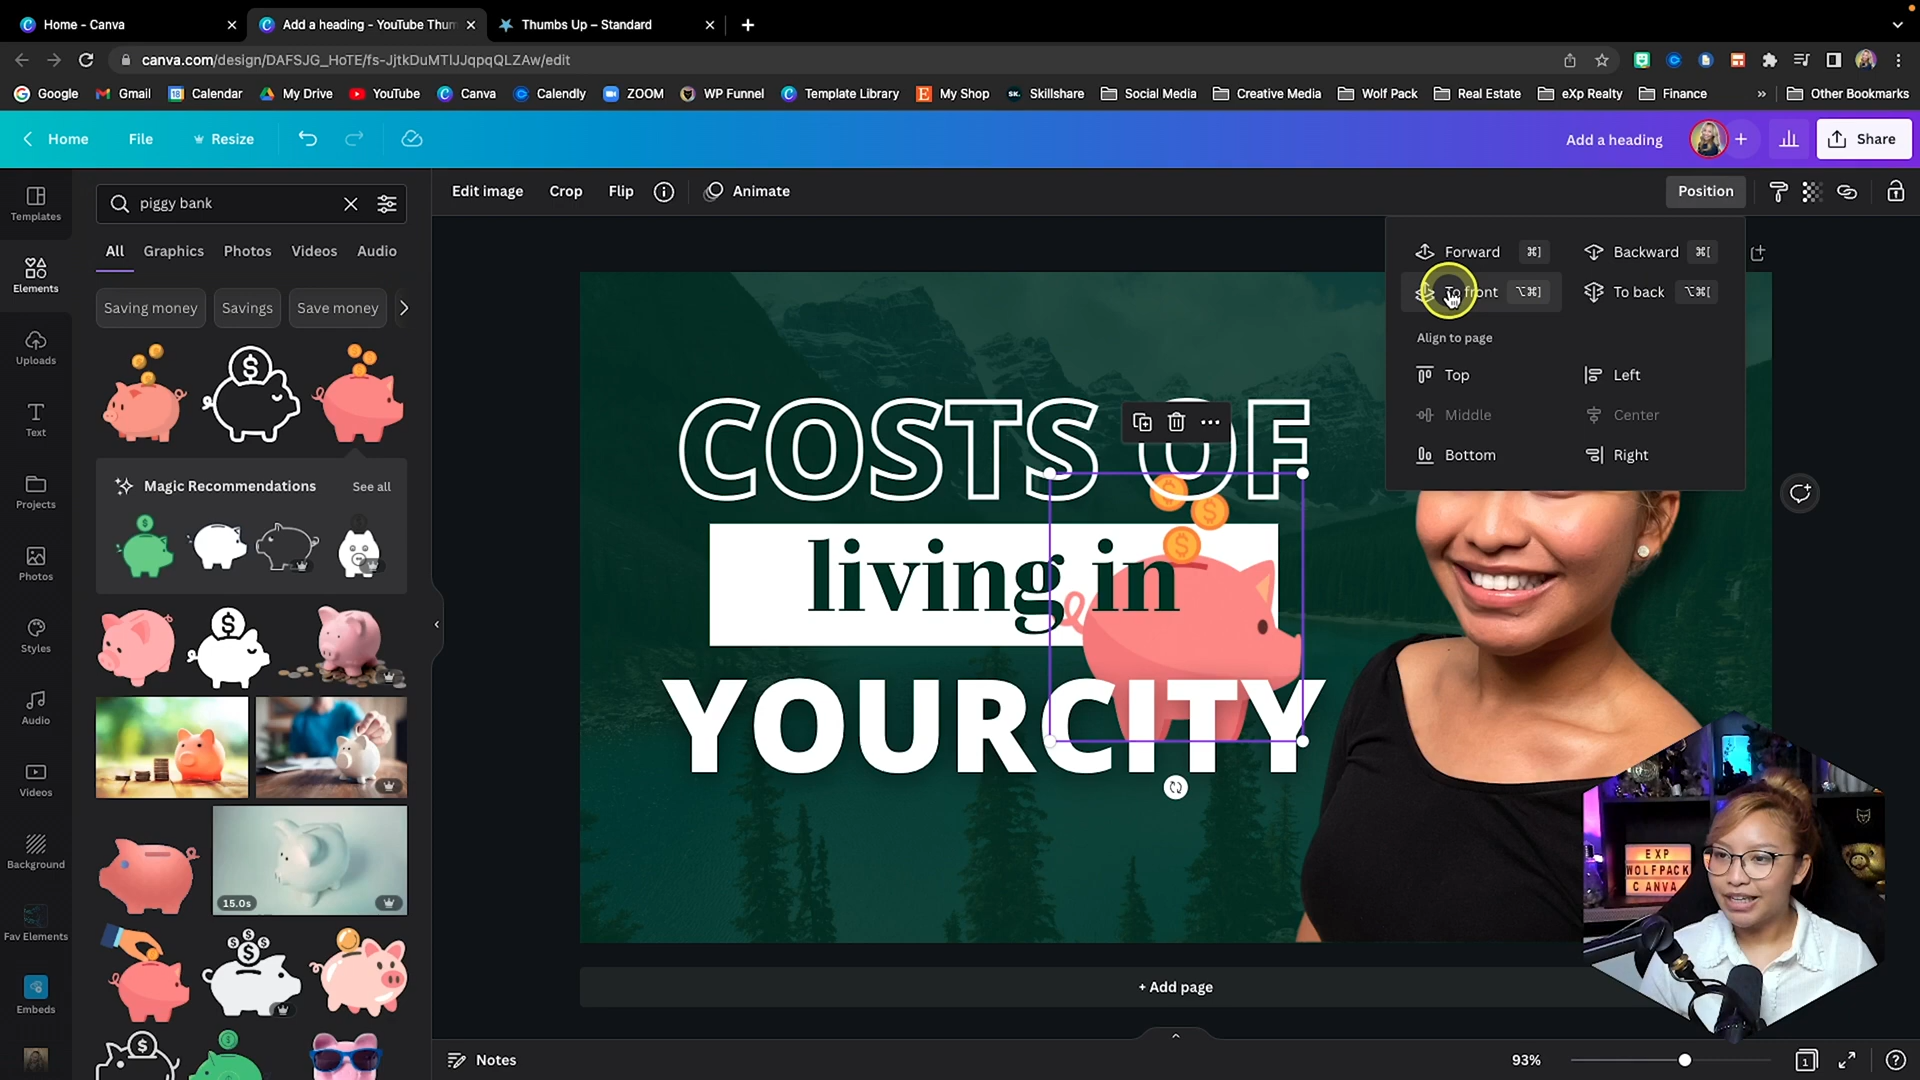 Home - Canva
Add a heading - YouTube Thum
Thumbs Up – Standard
canva.com/design/DAFSJG_HoTE/fs-JjtkDuMTlJJqpqQLZAw/edit
Google
Gmail
Calendar
My Drive
YouTube
Canva
Calendly
ZOOM
WP Funnel
Template Library
My Shop
Skillshare
Social Media
Creative Media
Wolf Pack
Real Estate
eXp Realty
Finance
»
Other Bookmarks
Home
File
Resize
Add a heading
Share
piggy bank
Edit image
Crop
Flip
Animate
Position
Templates
Elements
Uploads
Text
Projects
Photos
Styles
Audio
Videos
Background
Fav Elements
Embeds
All
Graphics
Photos
Videos
Audio
Saving money
Savings
Save money
Magic Recommendations
See all
15.0s
Forward ⌘]
Backward ⌘[
To front ⌥⌘]
To back ⌥⌘[
Align to page
Top
Left
Middle
Center
Bottom
Right
COSTS OF
living in
YOURCITY
EXP
WOLFPACK
CANVA
+ Add page
Notes
93%
1